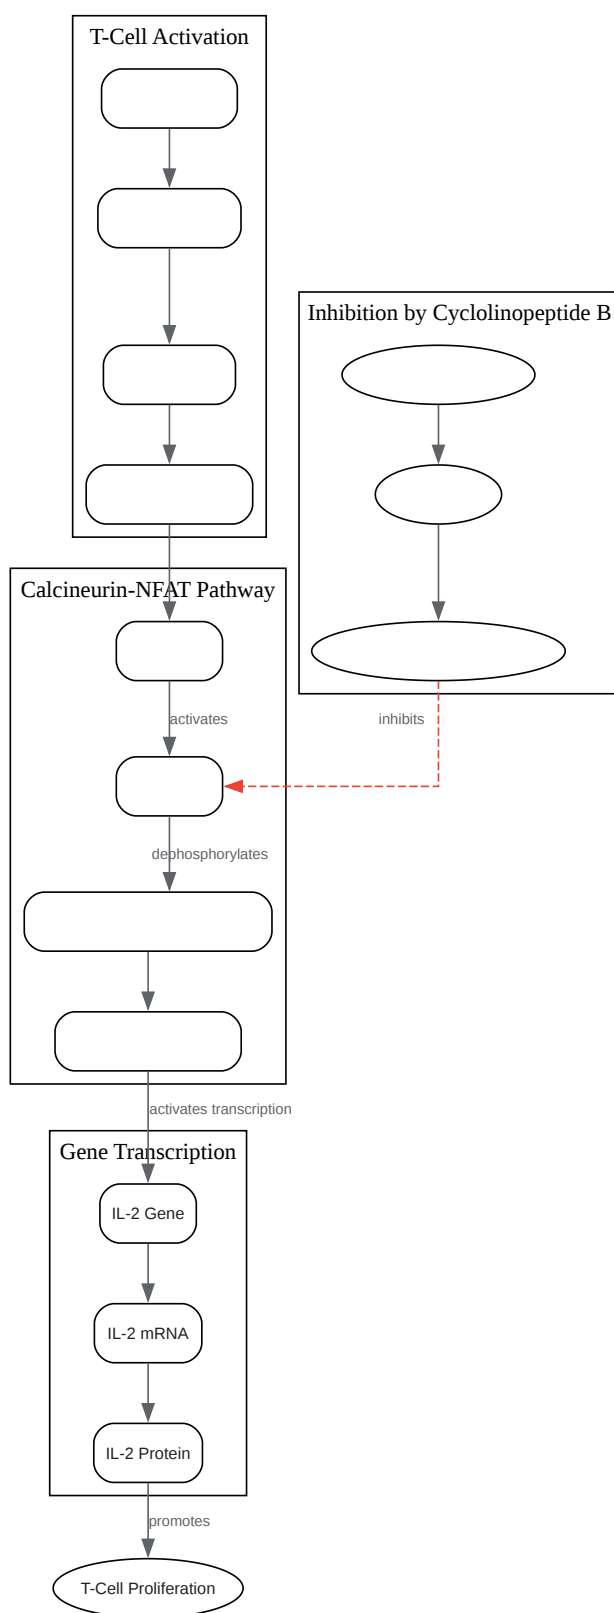 T-Cell Activation
Inhibition by Cyclolinopeptide B
Calcineurin-NFAT Pathway
activates
inhibits
dephosphorylates
activates transcription
Gene Transcription
IL-2 Gene
IL-2 mRNA
IL-2 Protein
promotes
T-Cell Proliferation